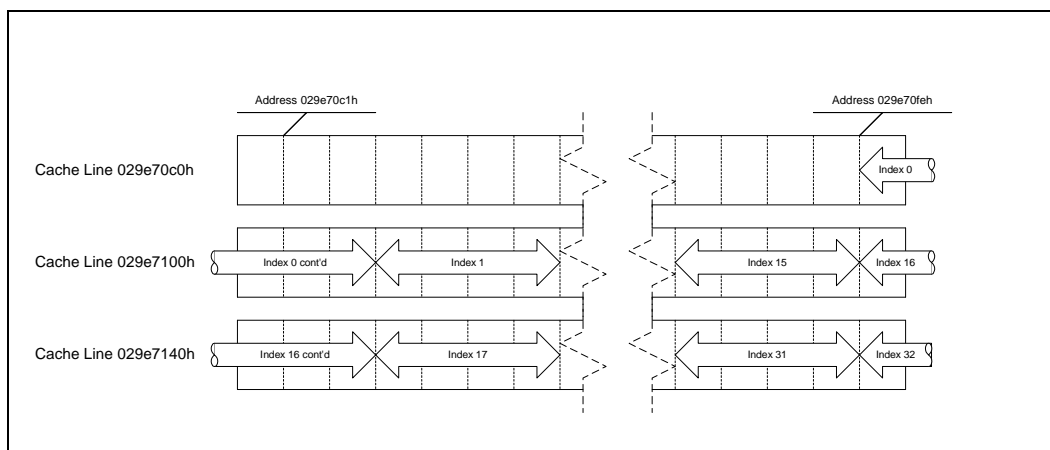 Address 029e70c1h
Address 029e70feh
Cache Line 029e70c0h
Index 0
Cache Line 029e7100h
Index 0 cont'd
Index 1
Index 15
Index 16
Cache Line 029e7140h
Index 16 cont'd
Index 17
Index 31
Index 32